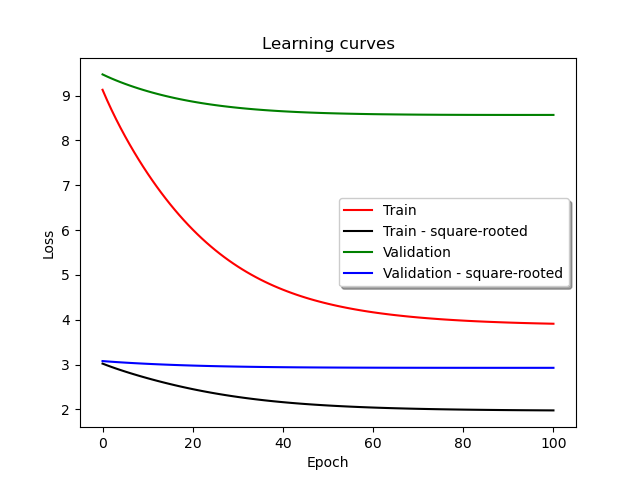 Learning curves
9
8
7
6
5
4
3
2
Loss
Train
Train - square-rooted
Validation
Validation - square-rooted
0 20 40 60 80 100
Epoch